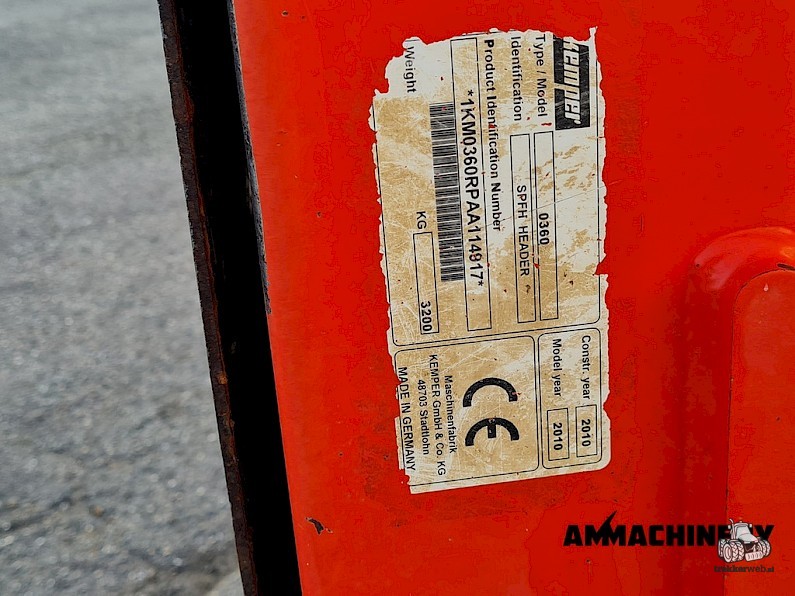 kemper
Type / Model 0360
Identification SPFH HEADER
Product Identification Number
*1KM0360RPAA114917*
Weight KG 3200
Constr. year 2010
Model year 2010
CE
Maschinenfabrik
KEMPER GmbH & Co. KG
48703 Stadtlohn
MADE IN GERMANY
AMMACHINERY
trekkerweb.nl